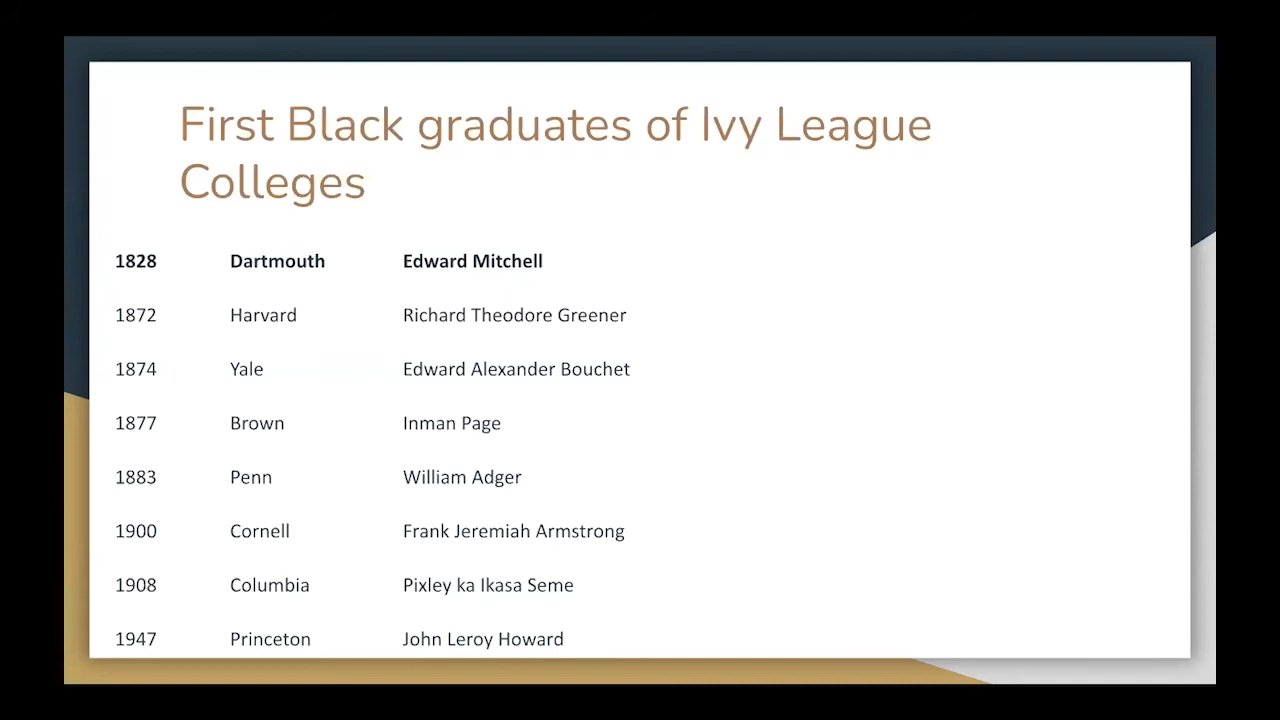 First Black graduates of Ivy League
Colleges
1828 Dartmouth Edward Mitchell
1872 Harvard Richard Theodore Greener
1874 Yale Edward Alexander Bouchet
1877 Brown Inman Page
1883 Penn William Adger
1900 Cornell Frank Jeremiah Armstrong
1908 Columbia Pixley ka Ikasa Seme
1947 Princeton John Leroy Howard